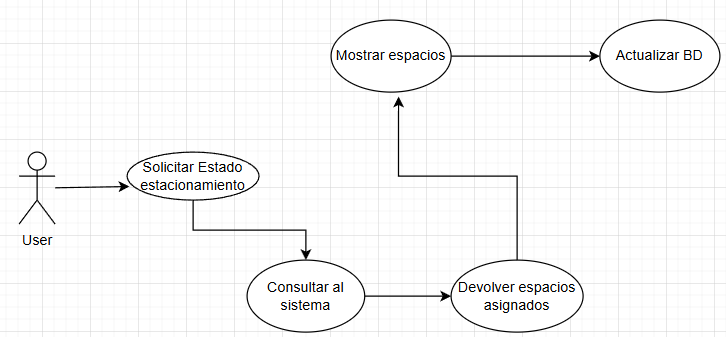 Mostrar espacios
Actualizar BD
Solicitar Estado
estacionamiento
User
Consultar al
sistema
Devolver espacios
asignados